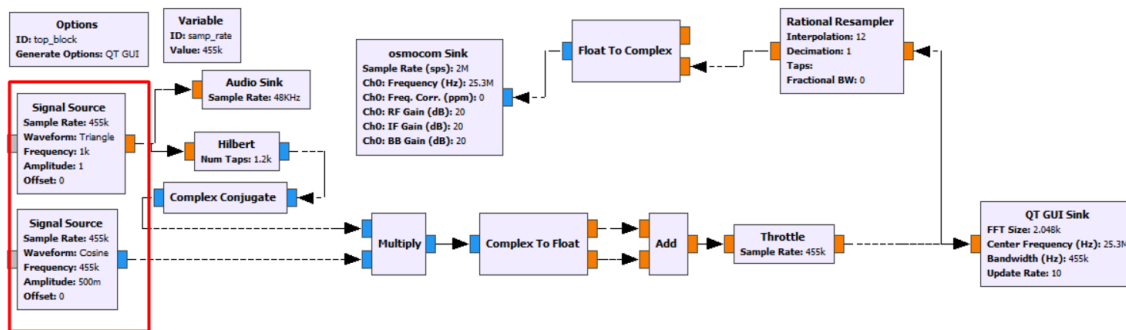 Options
ID: top_block
Generate Options: QT GUI
Variable
ID: samp_rate
Value: 455k
Signal Source
Sample Rate: 455k
Waveform: Triangle
Frequency: 1k
Amplitude: 1
Offset: 0
Audio Sink
Sample Rate: 48KHz
Hilbert
Num Taps: 1.2k
Complex Conjugate
Signal Source
Sample Rate: 455k
Waveform: Cosine
Frequency: 455k
Amplitude: 500m
Offset: 0
Multiply
Complex To Float
Add
Throttle
Sample Rate: 455k
osmocom Sink
Sample Rate (sps): 2M
Ch0: Frequency (Hz): 25.3M
Ch0: Freq. Corr. (ppm): 0
Ch0: RF Gain (dB): 20
Ch0: IF Gain (dB): 20
Ch0: BB Gain (dB): 20
Float To Complex
Rational Resampler
Interpolation: 12
Decimation: 1
Taps:
Fractional BW: 0
QT GUI Sink
FFT Size: 2.048k
Center Frequency (Hz): 25.3M
Bandwidth (Hz): 455k
Update Rate: 10